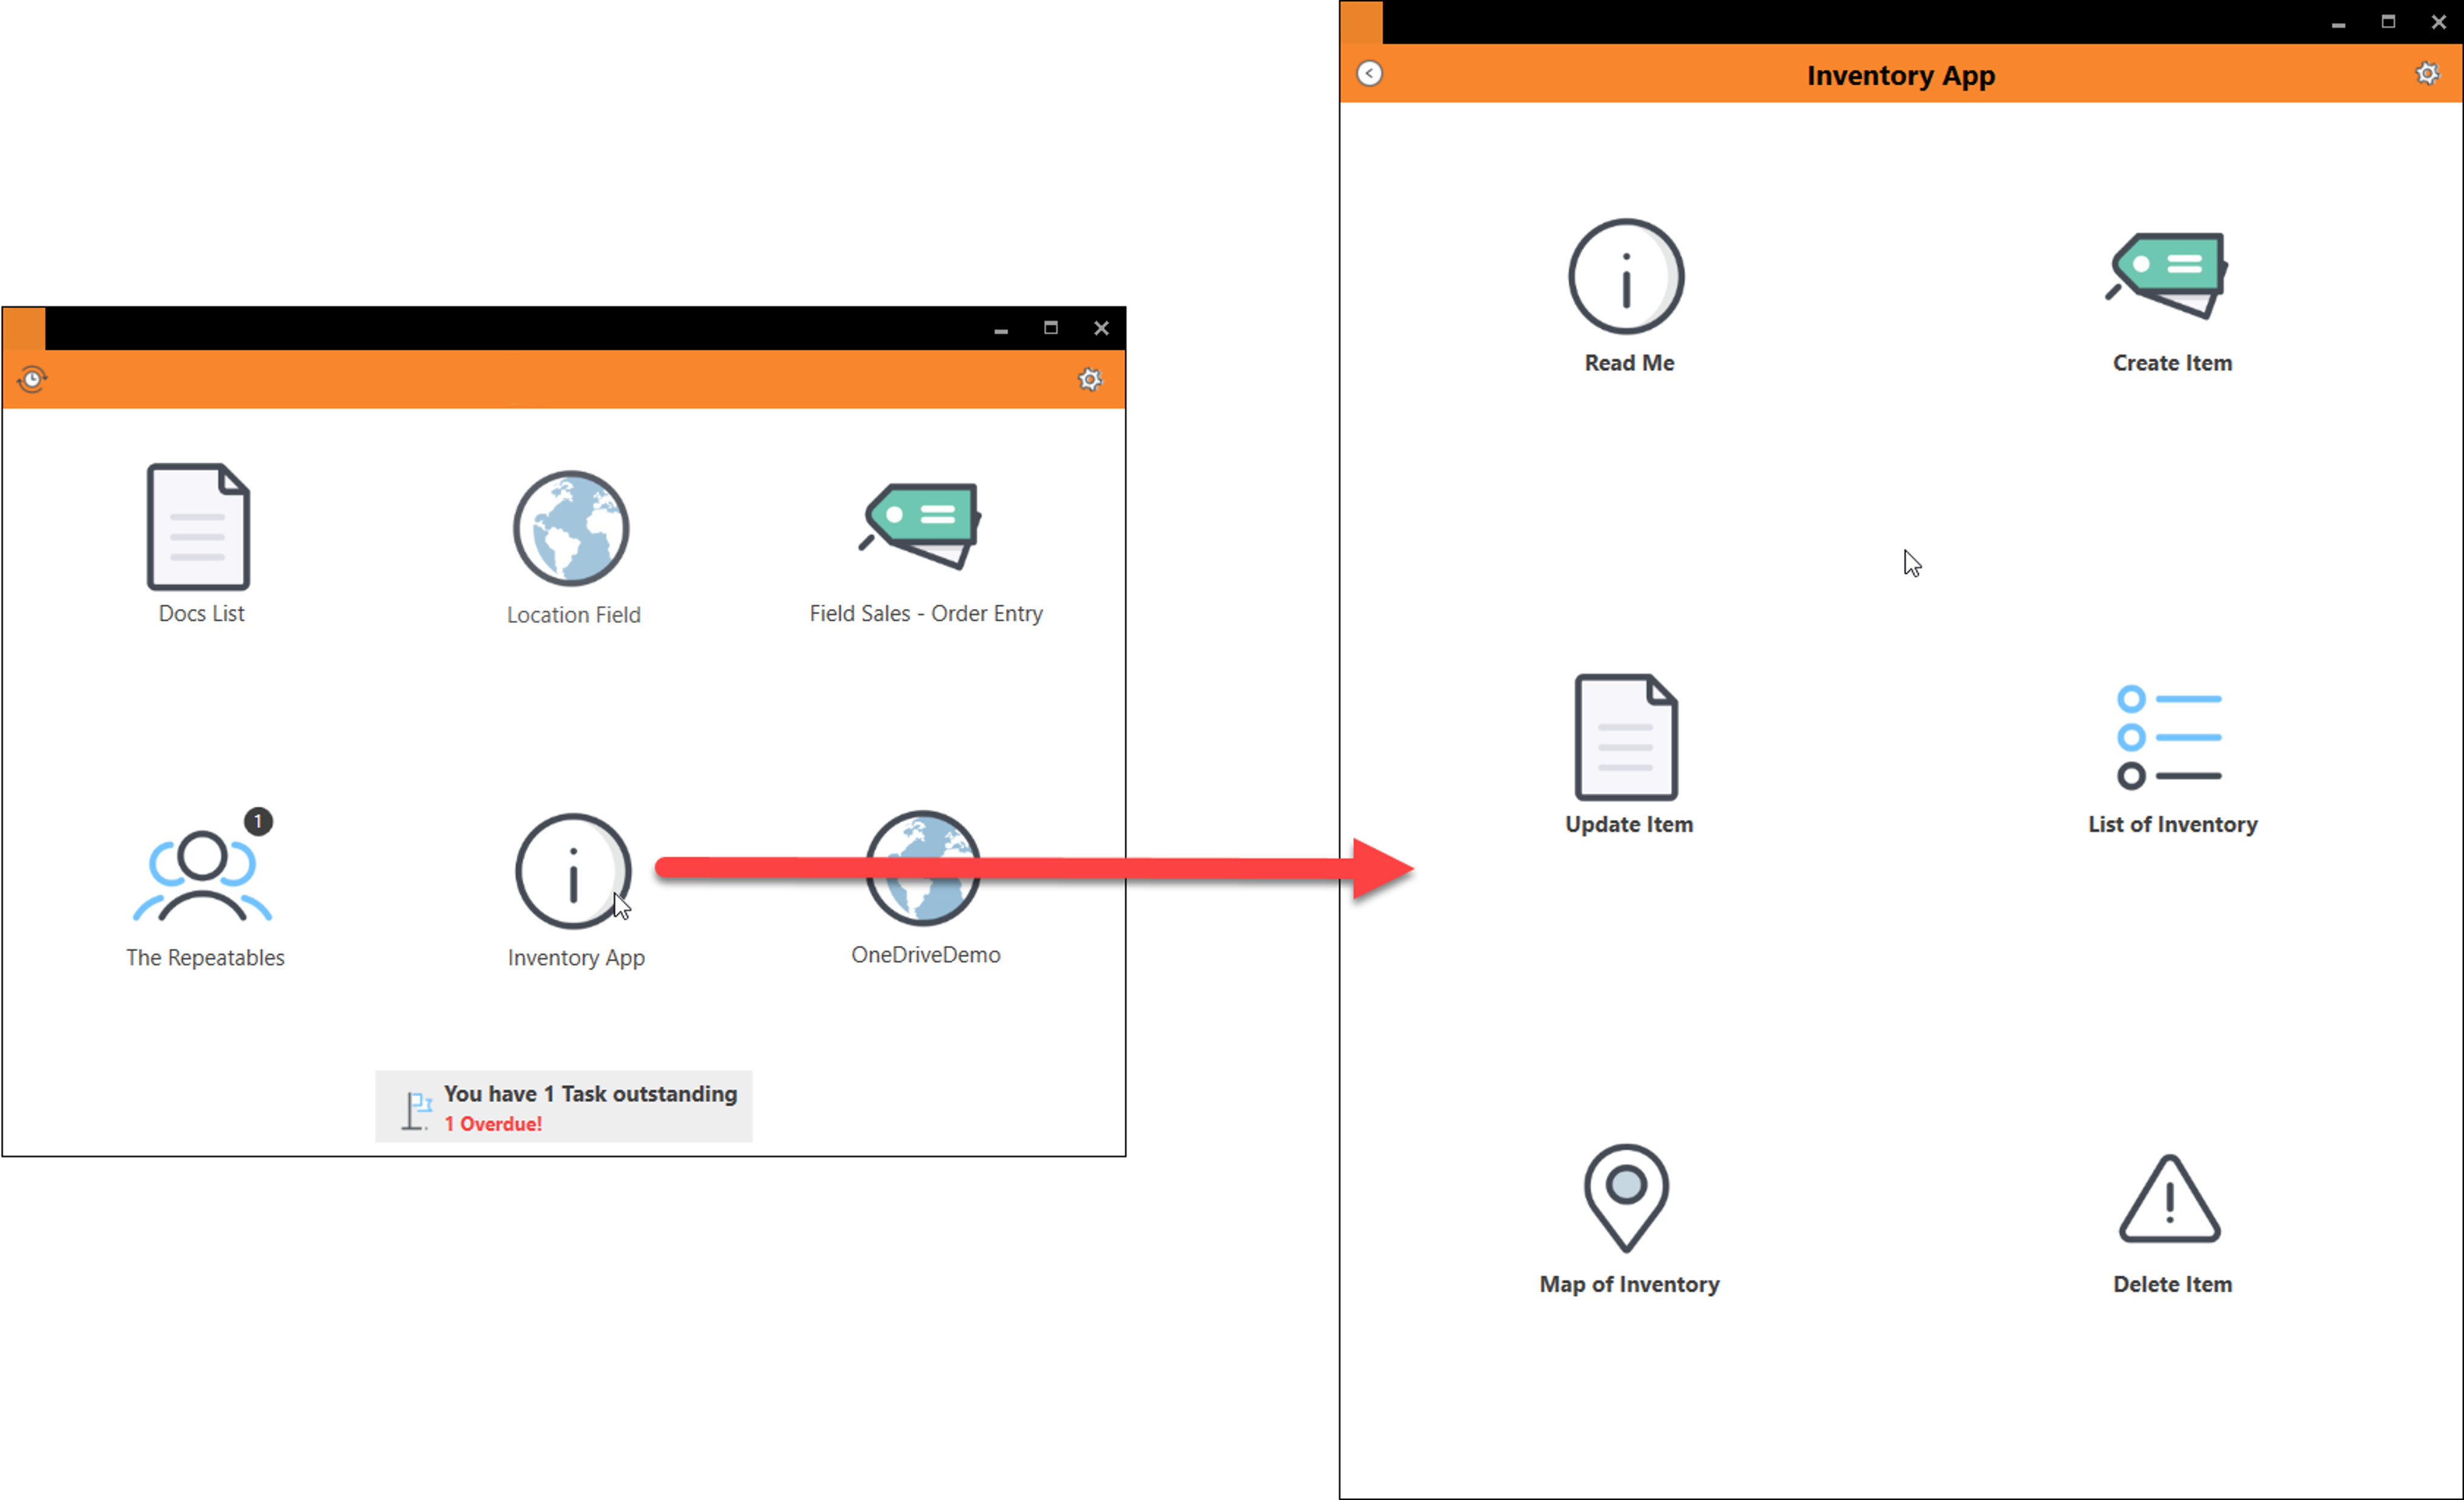 Docs List
Location Field
Field Sales - Order Entry
1
The Repeatables
Inventory App
OneDriveDemo
You have 1 Task outstanding
1 Overdue!
Inventory App
Read Me
Create Item
Update Item
List of Inventory
Map of Inventory
Delete Item